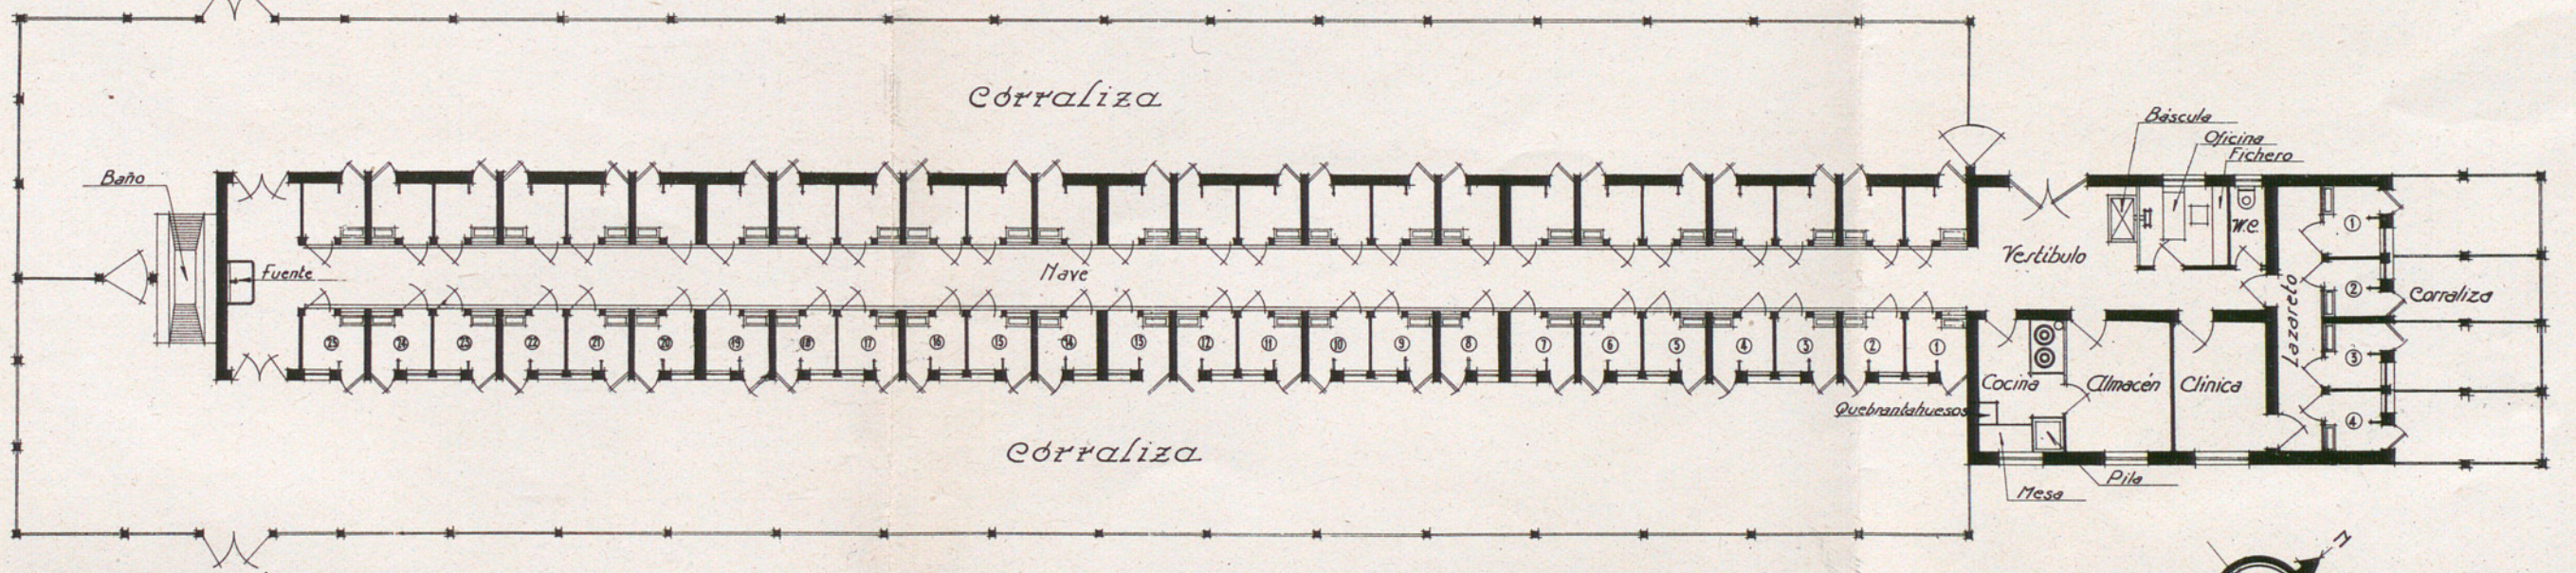 Corraliza
Báscula
Oficina
Fichero
Baño
W.C.
①
Fuente
Nave
Vestíbulo
Lazareto
②
Corraliza
㉕ ㉔ ㉓ ㉒ ㉑ ⑳ ⑲ ⑱ ⑰ ⑯ ⑮ ⑭ ⑬ ⑫ ⑪ ⑩ ⑨ ⑧ ⑦ ⑥ ⑤ ④ ③ ② ①
③
Cocina
Almacén
Clínica
Quebrantahuesos
④
Corraliza
Pila
Mesa
N